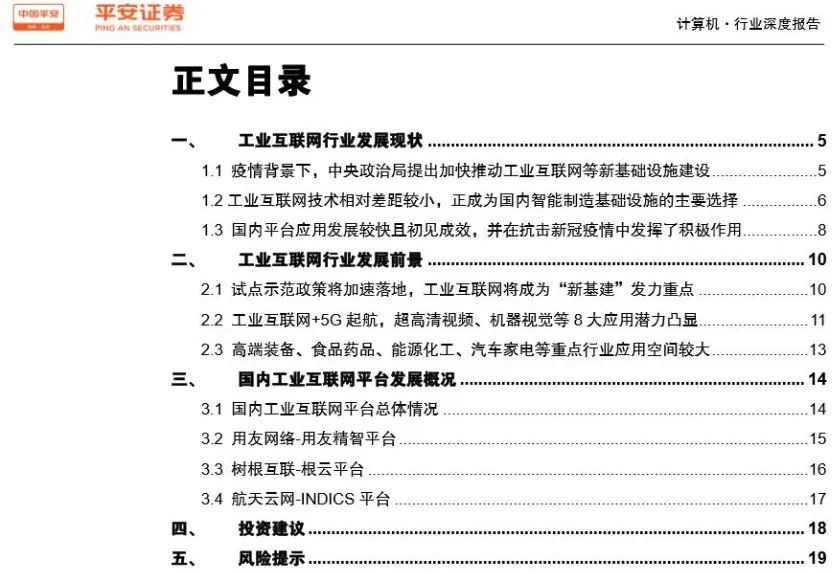 中国平安
平安证券
PING AN SECURITIES
计算机·行业深度报告
正文目录
一、 工业互联网行业发展现状 5
1.1 疫情背景下，中央政治局提出加快推动工业互联网等新基础设施建设 5
1.2 工业互联网技术相对差距较小，正成为国内智能制造基础设施的主要选择 6
1.3 国内平台应用发展较快且初见成效，并在抗击新冠疫情中发挥了积极作用 8
二、 工业互联网行业发展前景 10
2.1 试点示范政策将加速落地，工业互联网将成为“新基建”发力重点 10
2.2 工业互联网+5G 起航，超高清视频、机器视觉等 8 大应用潜力凸显 11
2.3 高端装备、食品药品、能源化工、汽车家电等重点行业应用空间较大 13
三、 国内工业互联网平台发展概况 14
3.1 国内工业互联网平台总体情况 14
3.2 用友网络-用友精智平台 15
3.3 树根互联-根云平台 16
3.4 航天云网-INDICS 平台 17
四、 投资建议 18
五、 风险提示 19